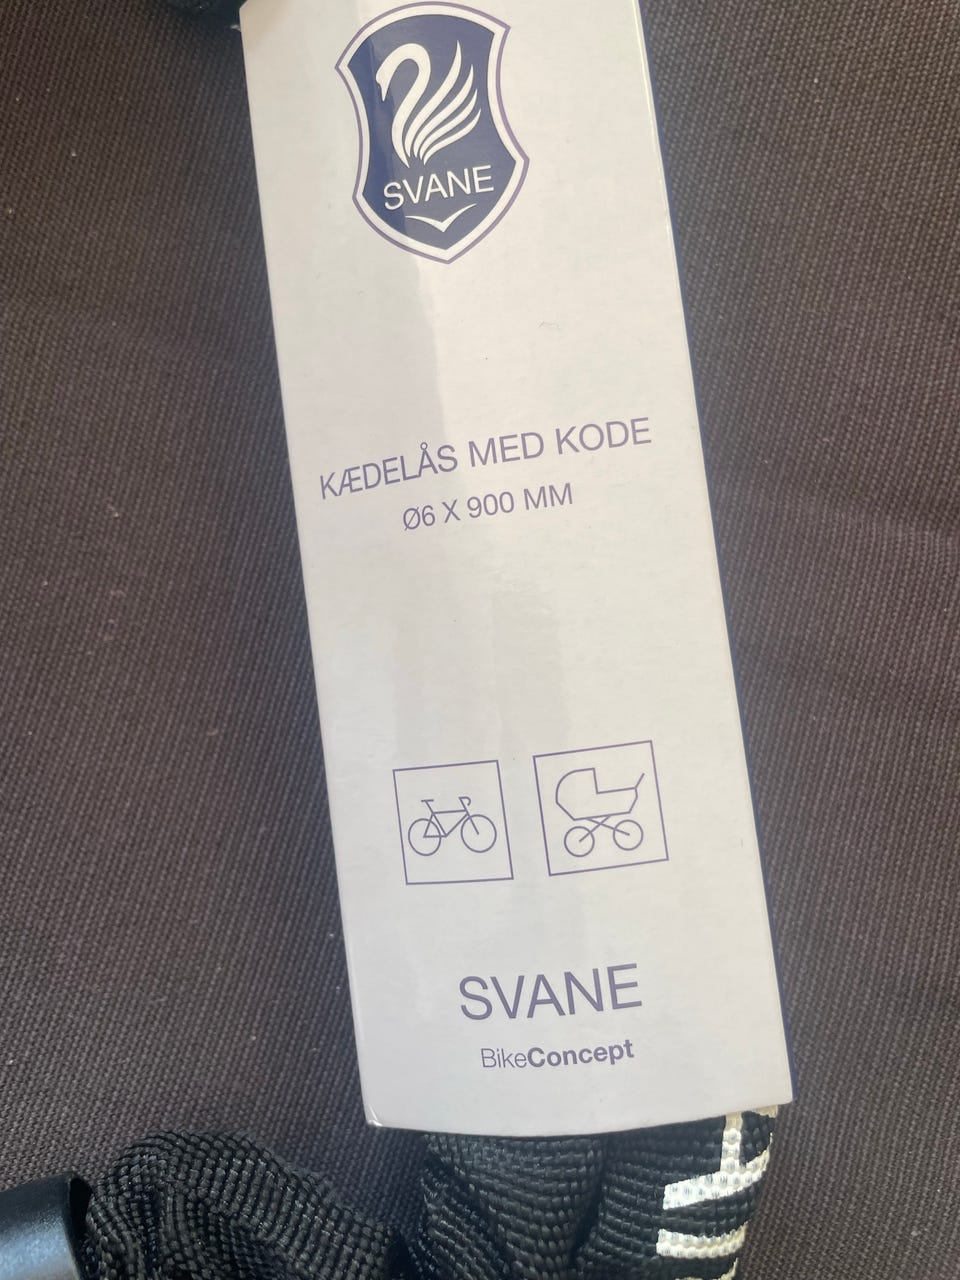 SVANE
KÆDELÅS MED KODE
Ø6 X 900 MM
SVANE
BikeConcept